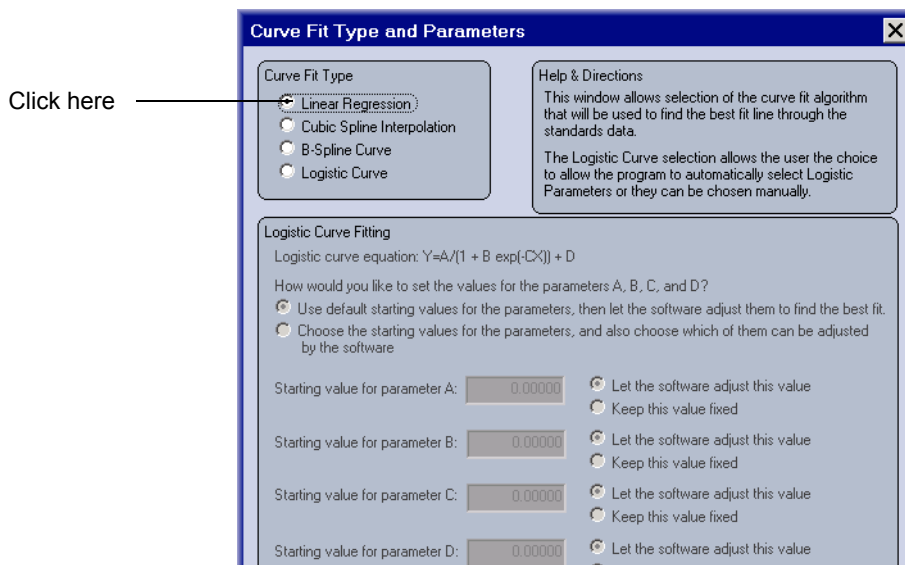 Curve Fit Type and Parameters
Click here
Curve Fit Type
Linear Regression
Cubic Spline Interpolation
B-Spline Curve
Logistic Curve
Help & Directions
This window allows selection of the curve fit algorithm
that will be used to find the best fit line through the
standards data.
The Logistic Curve selection allows the user the choice
to allow the program to automatically select Logistic
Parameters or they can be chosen manually.
Logistic Curve Fitting
Logistic curve equation: Y=A/(1 + B exp(-CX)) + D
How would you like to set the values for the parameters A, B, C, and D?
Use default starting values for the parameters, then let the software adjust them to find the best fit.
Choose the starting values for the parameters, and also choose which of them can be adjusted
by the software
Starting value for parameter A: 0.00000 Let the software adjust this value
Keep this value fixed
Starting value for parameter B: 0.00000 Let the software adjust this value
Keep this value fixed
Starting value for parameter C: 0.00000 Let the software adjust this value
Keep this value fixed
Starting value for parameter D: 0.00000 Let the software adjust this value